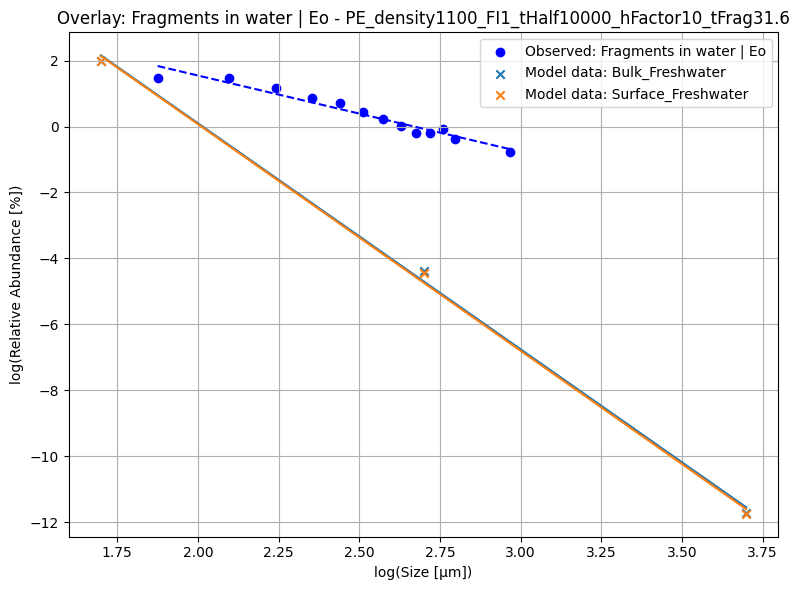 Overlay: Fragments in water | Eo - PE_density1100_FI1_tHalf10000_hFactor10_tFrag31.6
Observed: Fragments in water | Eo
Model data: Bulk_Freshwater
Model data: Surface_Freshwater
log(Relative Abundance [%])
2
0
−2
−4
−6
−8
−10
−12
1.75
2.00
2.25
2.50
2.75
3.00
3.25
3.50
3.75
log(Size [µm])